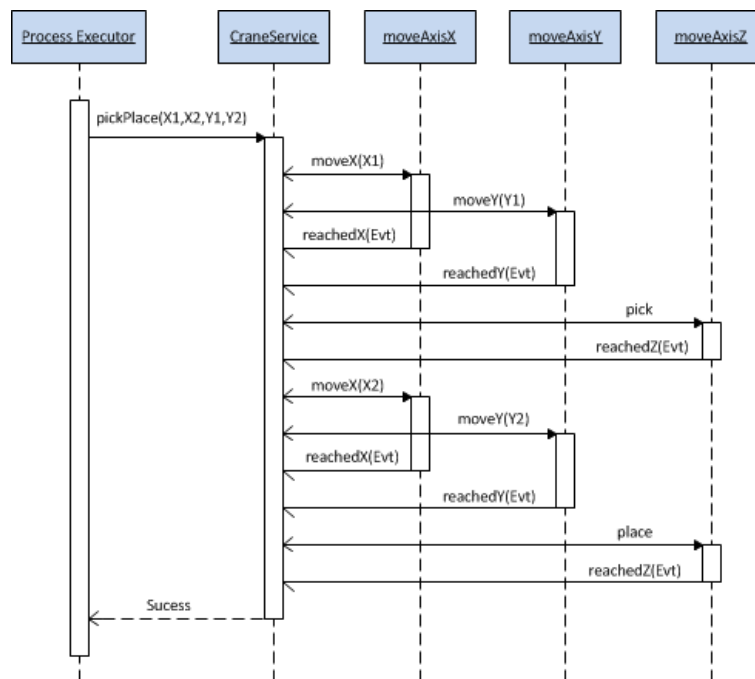 Process Executor
CraneService
moveAxisX
moveAxisY
moveAxisZ
pickPlace(X1,X2,Y1,Y2)
moveX(X1)
moveY(Y1)
reachedX(Evt)
reachedY(Evt)
pick
reachedZ(Evt)
moveX(X2)
moveY(Y2)
reachedX(Evt)
reachedY(Evt)
place
reachedZ(Evt)
Sucess